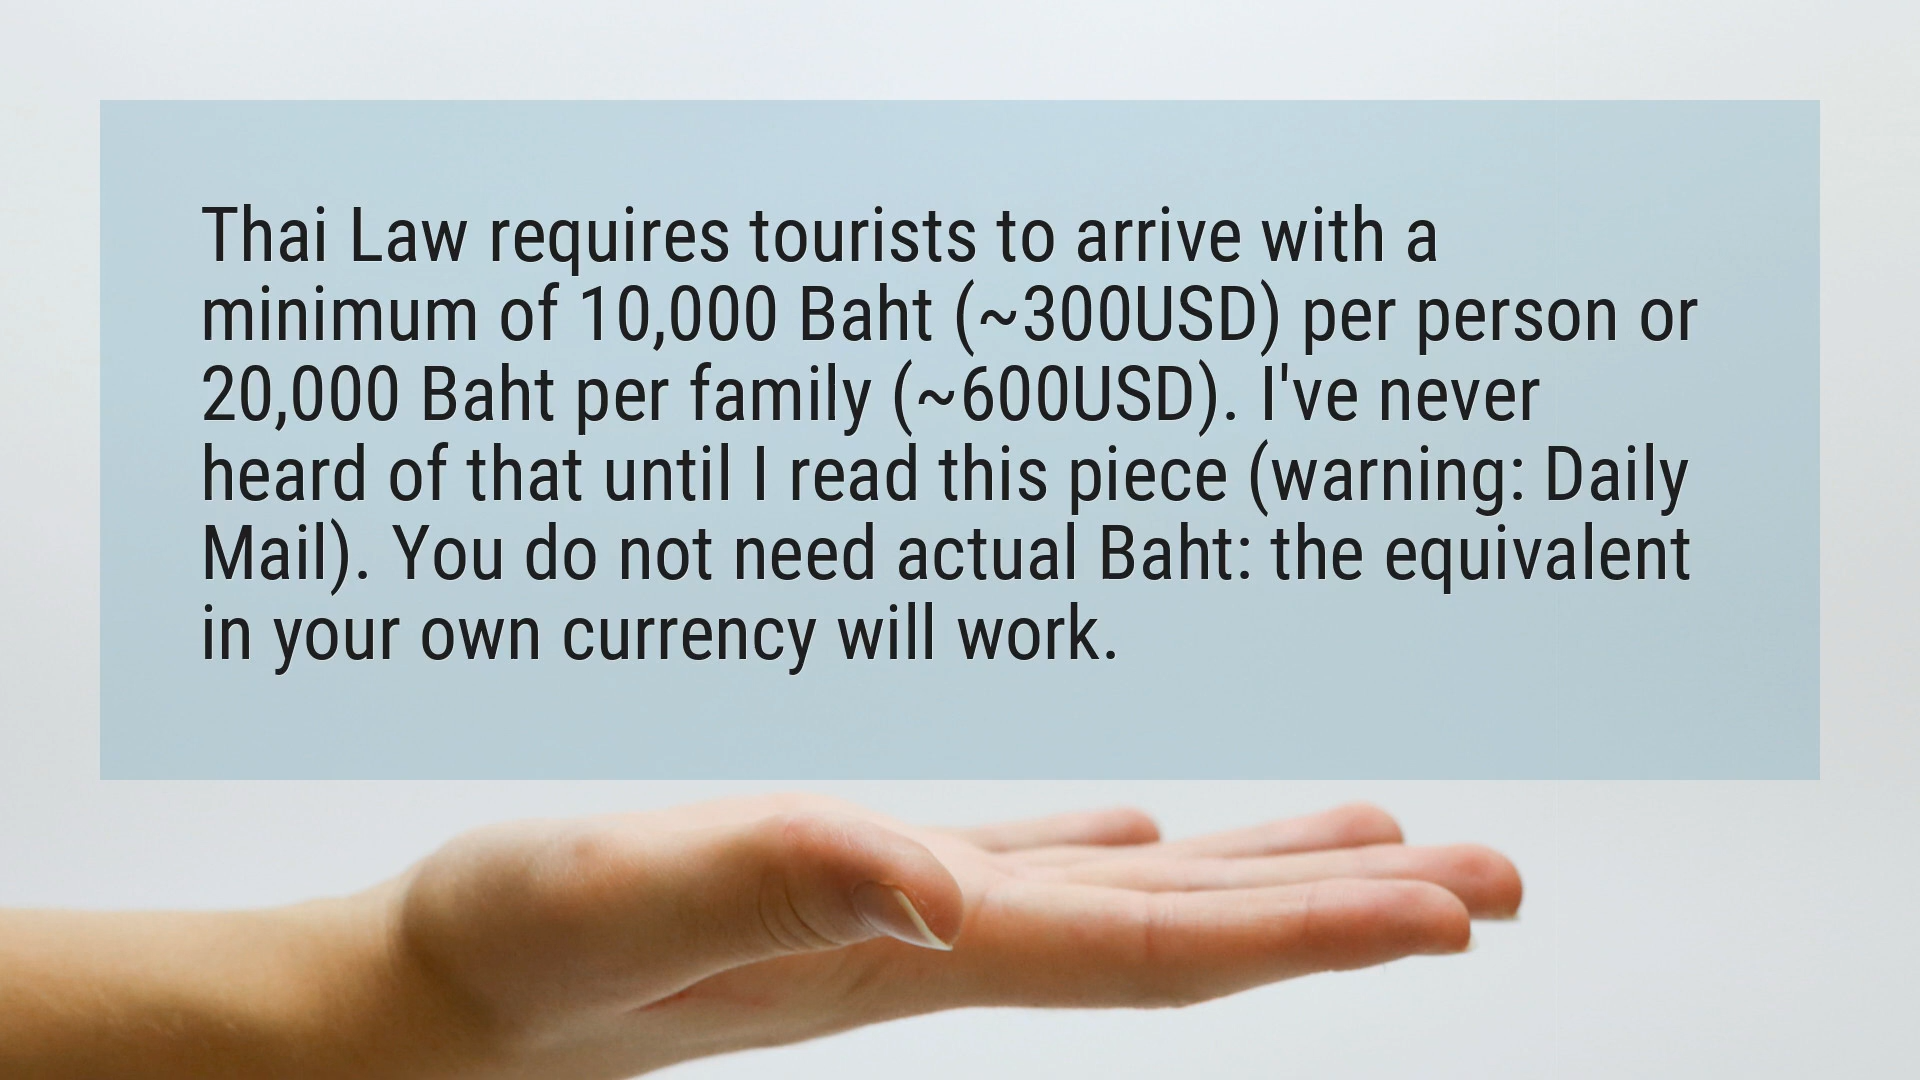 Thai Law requires tourists to arrive with a
minimum of 10,000 Baht (~300USD) per person or
20,000 Baht per family (~600USD). I've never
heard of that until I read this piece (warning: Daily
Mail). You do not need actual Baht: the equivalent
in your own currency will work.